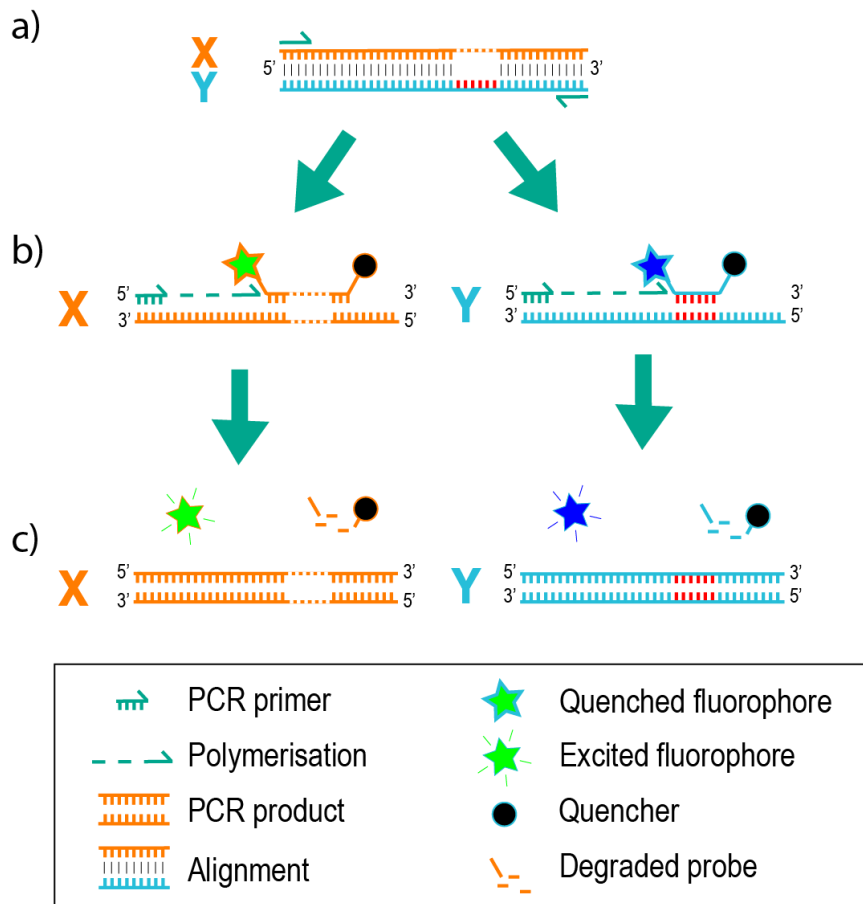 a)
X
5’ 3’
Y
b)
5’ 3’ 5’ 3’
X Y
3’ 5’ 3’ 5’
c)
5’ 3’ 5’ 3’
X Y
3’ 5’ 3’ 5’
PCR primer
Polymerisation
PCR product
Alignment
Quenched fluorophore
Excited fluorophore
Quencher
Degraded probe